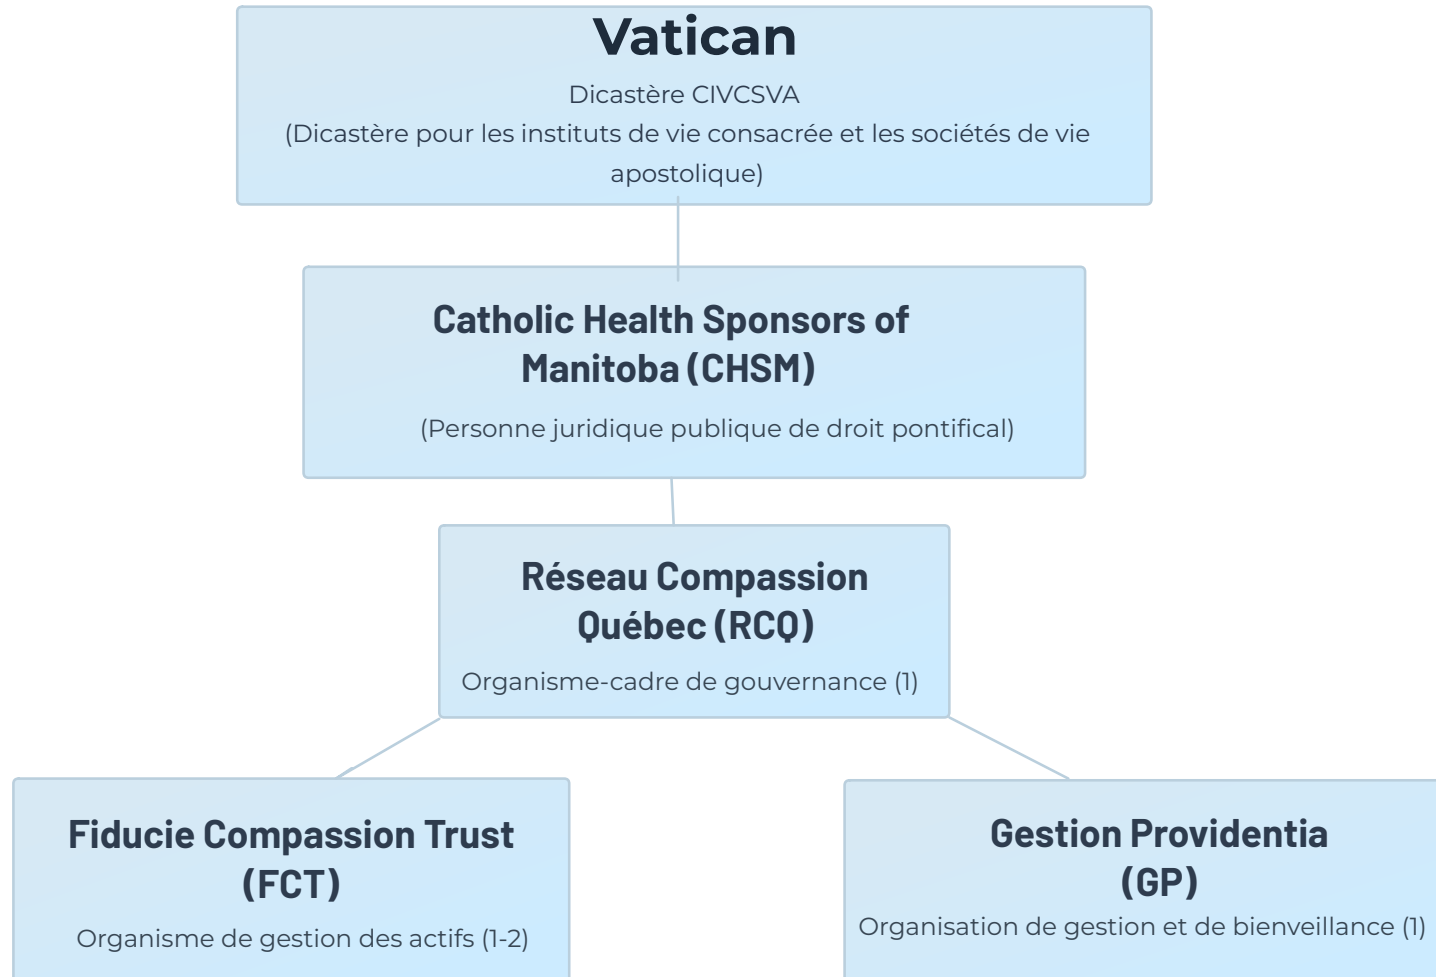 Vatican
Dicastère CIVCSVA
(Dicastère pour les instituts de vie consacrée et les sociétés de vie
apostolique)
Catholic Health Sponsors of
Manitoba (CHSM)
(Personne juridique publique de droit pontifical)
Réseau Compassion
Québec (RCQ)
Organisme-cadre de gouvernance (1)
Fiducie Compassion Trust
(FCT)
Organisme de gestion des actifs (1-2)
Gestion Providentia
(GP)
Organisation de gestion et de bienveillance (1)